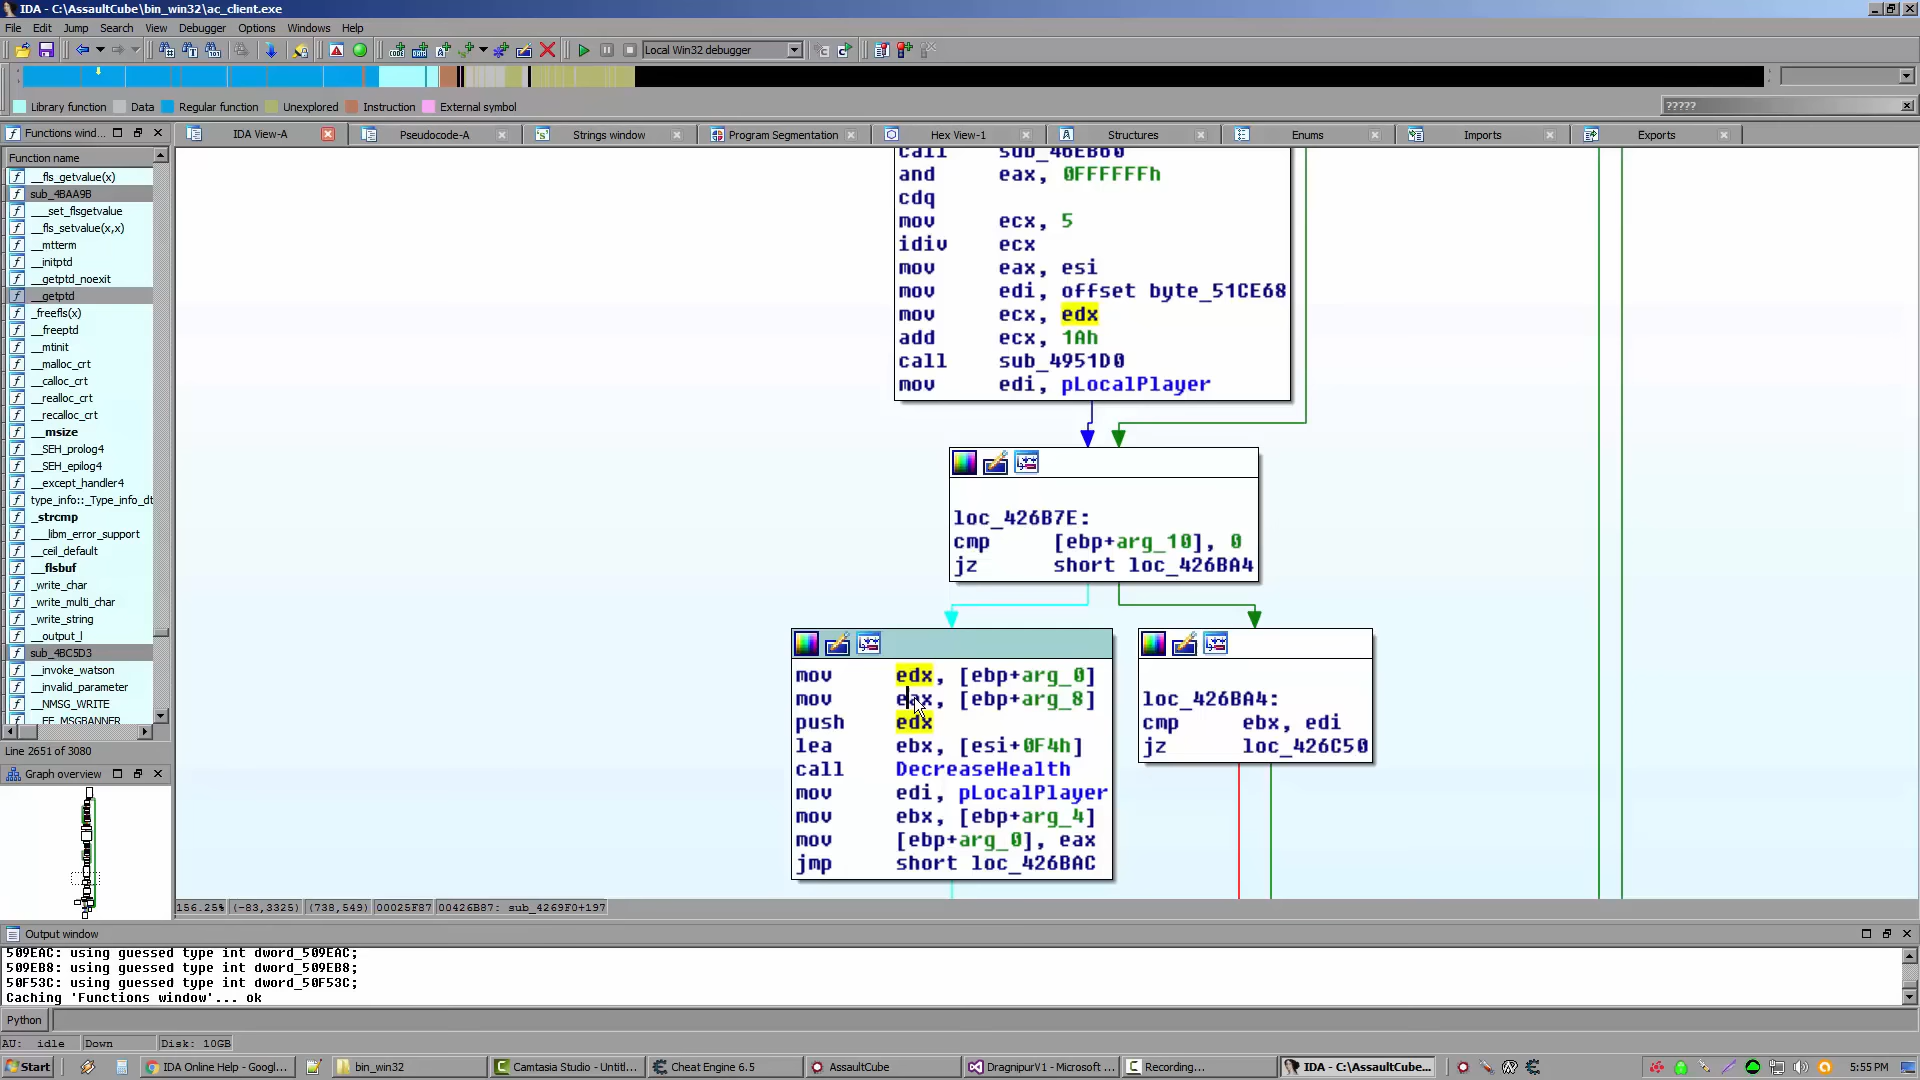 IDA - C:\AssaultCube\bin_win32\ac_client.exe
File Edit Jump Search View Debugger Options Windows Help
Local Win32 debugger
Library function Data Regular function Unexplored Instruction External symbol
?????
Functions wind...
IDA View-A Pseudocode-A Strings window Program Segmentation Hex View-1 Structures Enums Imports Exports
Function name
__fls_getvalue(x)
sub_4BAA9B
___set_flsgetvalue
__fls_setvalue(x,x)
__mtterm
__initptd
__getptd_noexit
__getptd
_freefls(x)
__freeptd
__mtinit
__malloc_crt
__calloc_crt
__realloc_crt
__recalloc_crt
__msize
__SEH_prolog4
__SEH_epilog4
__except_handler4
type_info::_Type_info_dt
_strcmp
___libm_error_support
__ceil_default
__flsbuf
_write_char
_write_multi_char
_write_string
__output_l
sub_4BC5D3
__invoke_watson
__invalid_parameter
__NMSG_WRITE
__FF_MSGBANNER
Line 2651 of 3080
Graph overview
call sub_46EB60
and eax, 0FFFFFFh
cdq
mov ecx, 5
idiv ecx
mov eax, esi
mov edi, offset byte_51CE68
mov ecx, edx
add ecx, 1Ah
call sub_4951D0
mov edi, pLocalPlayer
loc_426B7E:
cmp [ebp+arg_10], 0
jz short loc_426BA4
mov edx, [ebp+arg_0]
mov eax, [ebp+arg_8]
push edx
lea ebx, [esi+0F4h]
call DecreaseHealth
mov edi, pLocalPlayer
mov ebx, [ebp+arg_4]
mov [ebp+arg_0], eax
jmp short loc_426BAC
loc_426BA4:
cmp ebx, edi
jz loc_426C50
156.25% (-83,3325) (738,549) 00025F87 00426B87: sub_4269F0+197
Output window
509EAC: using guessed type int dword_509EAC;
509EB8: using guessed type int dword_509EB8;
50F53C: using guessed type int dword_50F53C;
Caching 'Functions window'... ok
Python
AU: idle Down Disk: 10GB
Start IDA Online Help - Googl... bin_win32 Camtasia Studio - Untitl... Cheat Engine 6.5 AssaultCube DragnipurV1 - Microsoft ... Recording... IDA - C:\AssaultCube... 5:55 PM